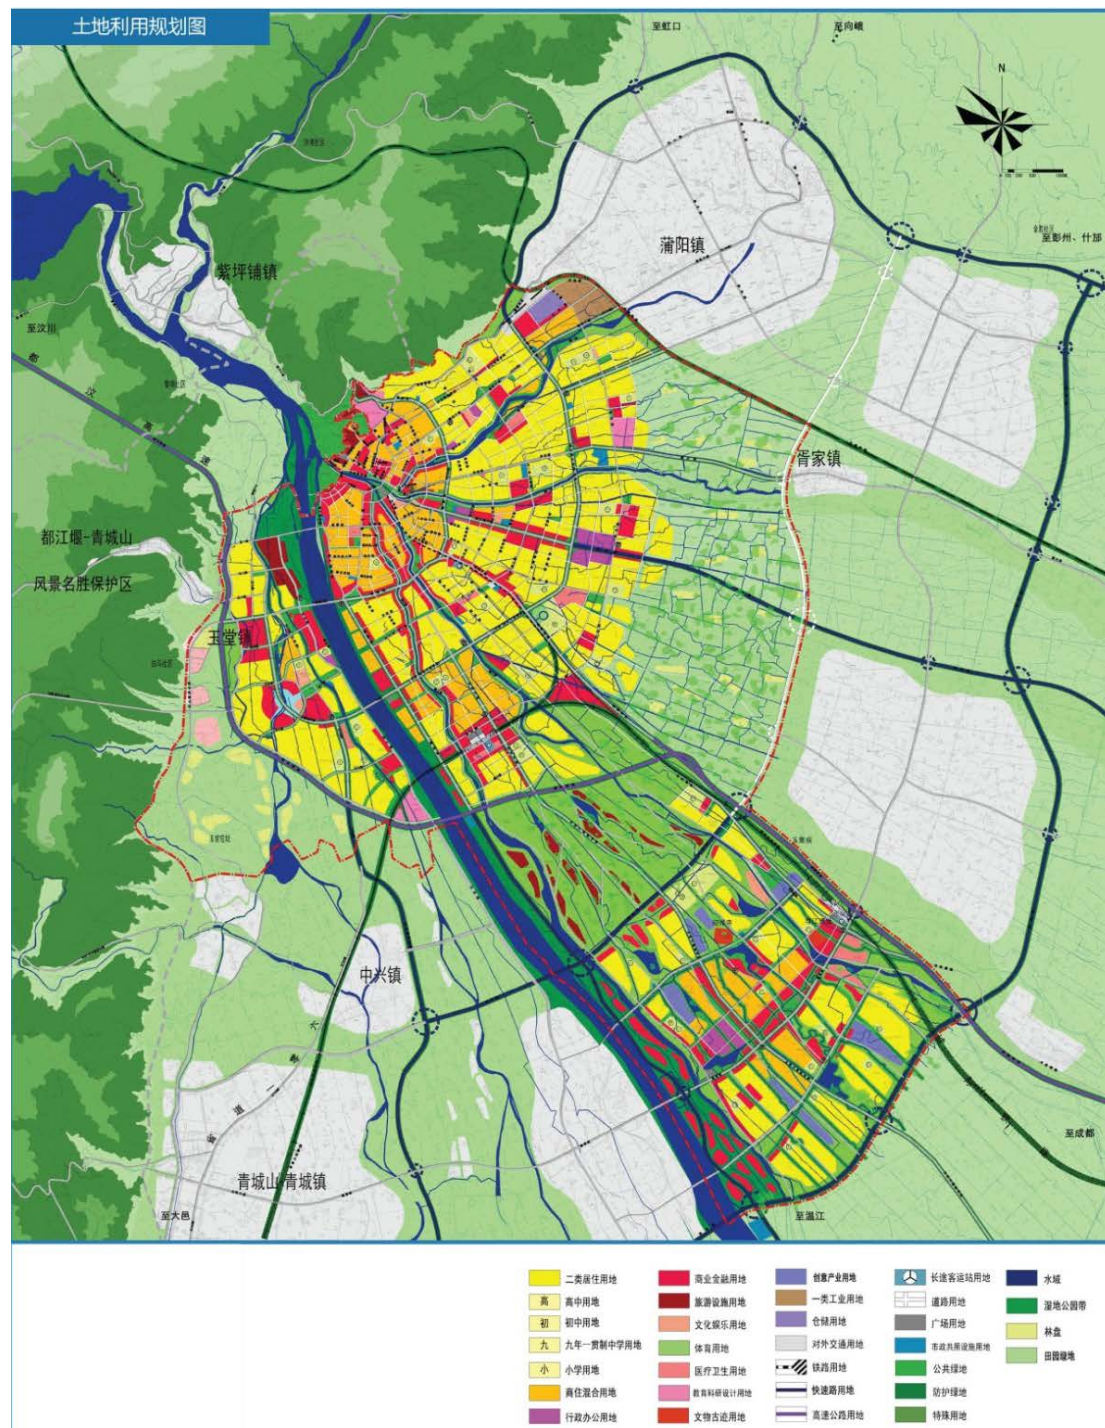 土地利用规划图
至虹口
至向峨
N
蒲阳镇
至彭州、什邡
紫坪铺镇
至汶川
都汶高速
胥家镇
都江堰-青城山
风景名胜保护区
玉堂镇
中兴镇
青城山·青城镇
至大邑
至温江
至成都
二类居住用地
高 高中用地
初 初中用地
九 九年一贯制中学用地
小 小学用地
商住混合用地
行政办公用地
商业金融用地
旅游设施用地
文化娱乐用地
体育用地
医疗卫生用地
教育科研设计用地
文物古迹用地
创意产业用地
一类工业用地
仓储用地
对外交通用地
铁路用地
快速路用地
高速公路用地
长途客运站用地
道路用地
广场用地
市政共照设施用地
公共绿地
防护绿地
特殊用地
水域
湿地公园带
林盘
田园绿地